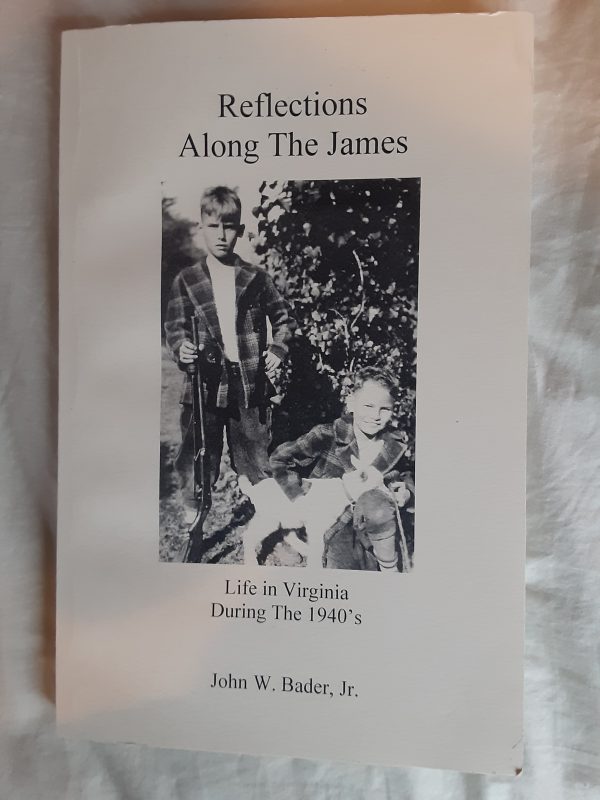 Reflections
Along The James
Life in Virginia
During The 1940's
John W. Bader, Jr.